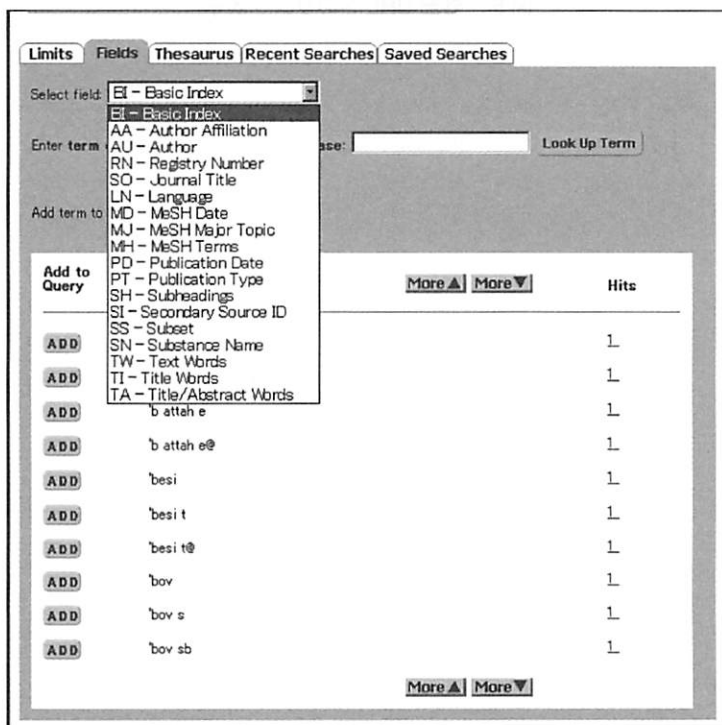 Limits Fields Thesaurus Recent Searches Saved Searches
Select field: BI - Basic Index
BI - Basic Index
AA - Author Affiliation
AU - Author
Enter term ase: Look Up Term
RN - Registry Number
SO - Journal Title
LN - Language
Add term to MD - MeSH Date
MJ - MeSH Major Topic
MH - MeSH Terms
PD - Publication Date
Add to Query PT - Publication Type More ▲ More ▼ Hits
SH - Subheadings
SI - Secondary Source ID
SS - Subset
ADD SN - Substance Name 1
TW - Text Words
ADD TI - Title Words 1
TA - Title/Abstract Words
ADD 'b attah e 1
ADD 'b attah e@ 1
ADD 'besi 1
ADD 'besi t 1
ADD 'besi t@ 1
ADD 'bov 1
ADD 'bov s 1
ADD 'bov sb 1
More ▲ More ▼